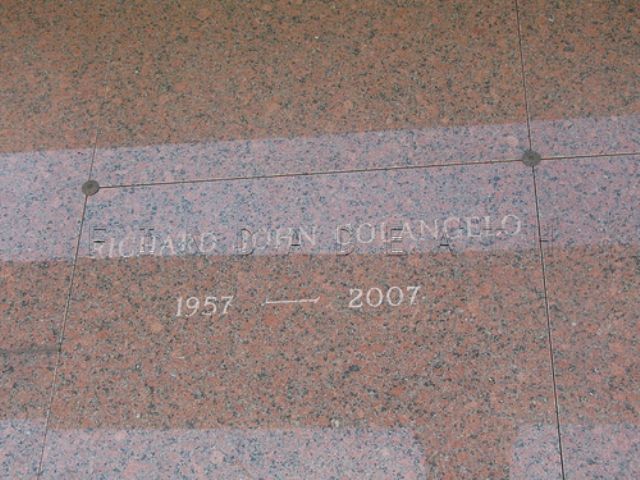 RICHARD JOHN COLANGELO
1957 — 2007